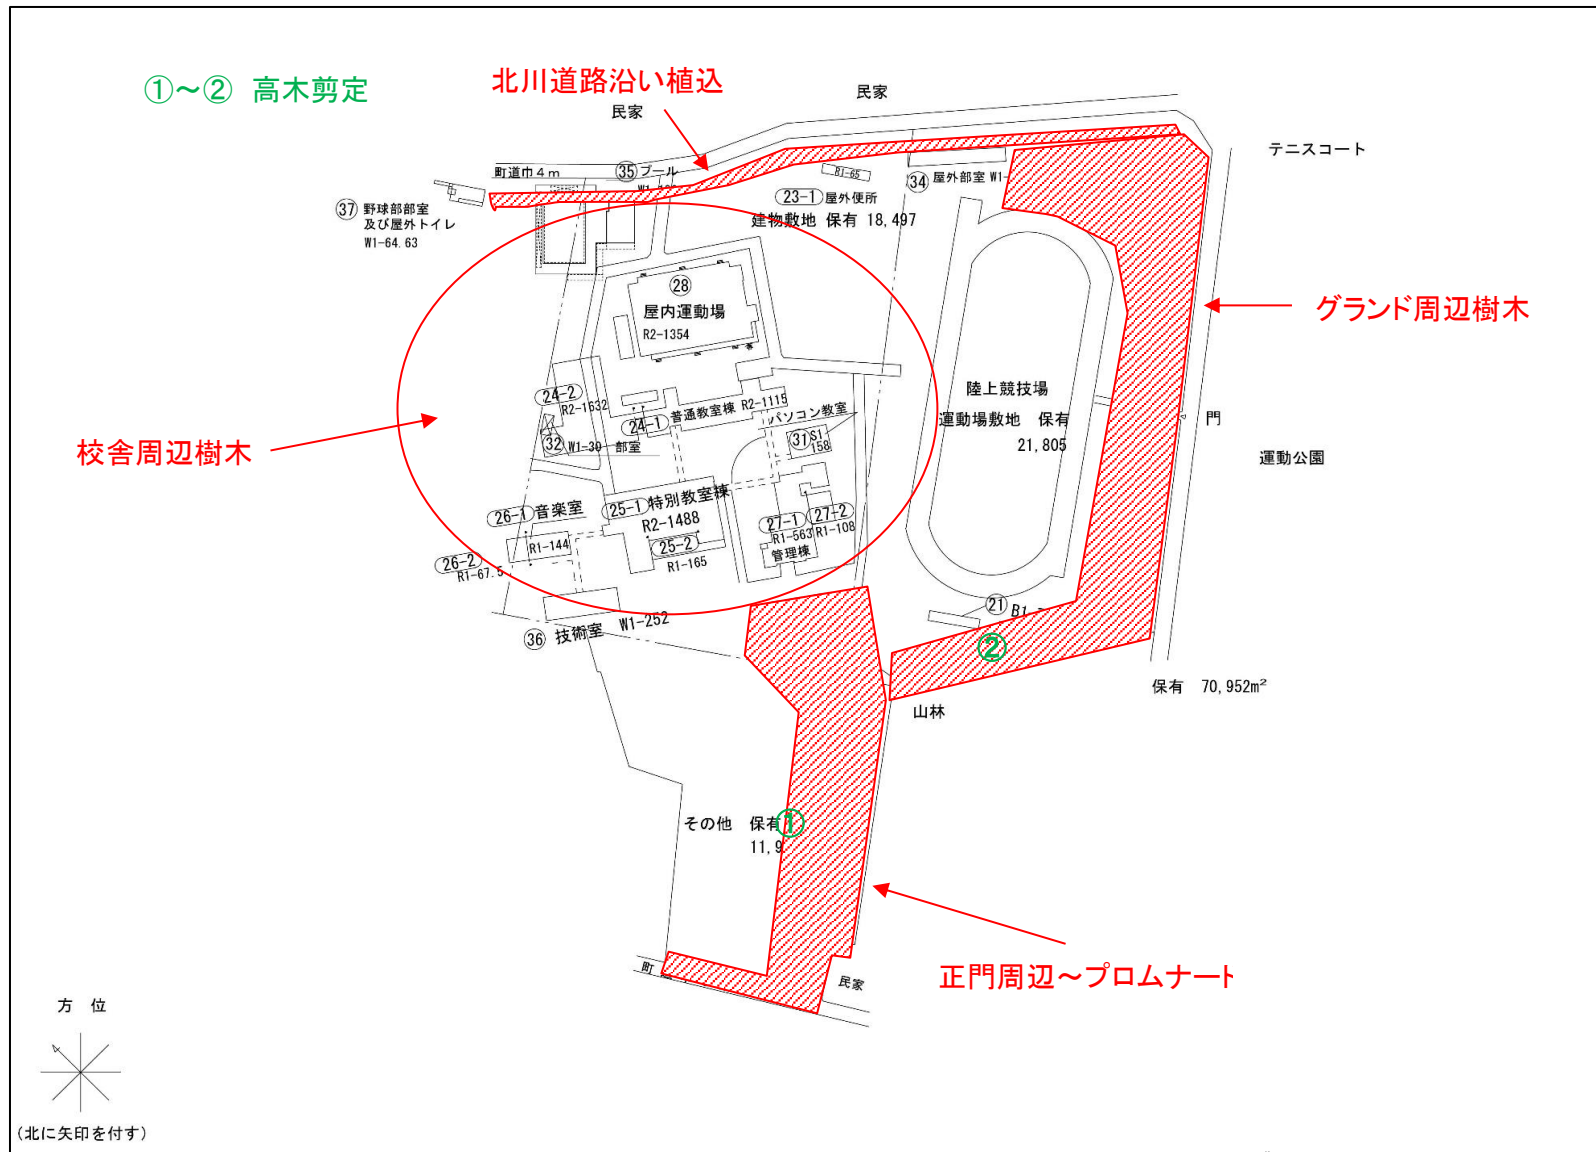 ①～② 高木剪定
北川道路沿い植込
民家
民家
テニスコート
町道巾４ｍ
㉟ プール
R1-65
㉞ 屋外部室 W1-
㊲ 野球部部室
及び屋外トイレ
W1-64.63
23-1 屋外便所
建物敷地 保有 18,497
㉘
屋内運動場
R2-1354
グランド周辺樹木
陸上競技場
運動場敷地 保有
21,805
門
運動公園
24-2
R2-1632
24-1 普通教室棟 R2-1115
パソコン教室
㉛ S1
158
㉜ W1-30 部室
校舎周辺樹木
26-1 音楽室
R1-144
26-2
R1-67.5
25-1 特別教室棟
R2-1488
25-2
R1-165
27-1 27-2
R1-563 R1-108
管理棟
㊱ 技術室 W1-252
㉑ B1
②
保有 70,952m²
山林
その他 保有
11,9
①
正門周辺～プロムナート
町
民家
方 位
(北に矢印を付す)